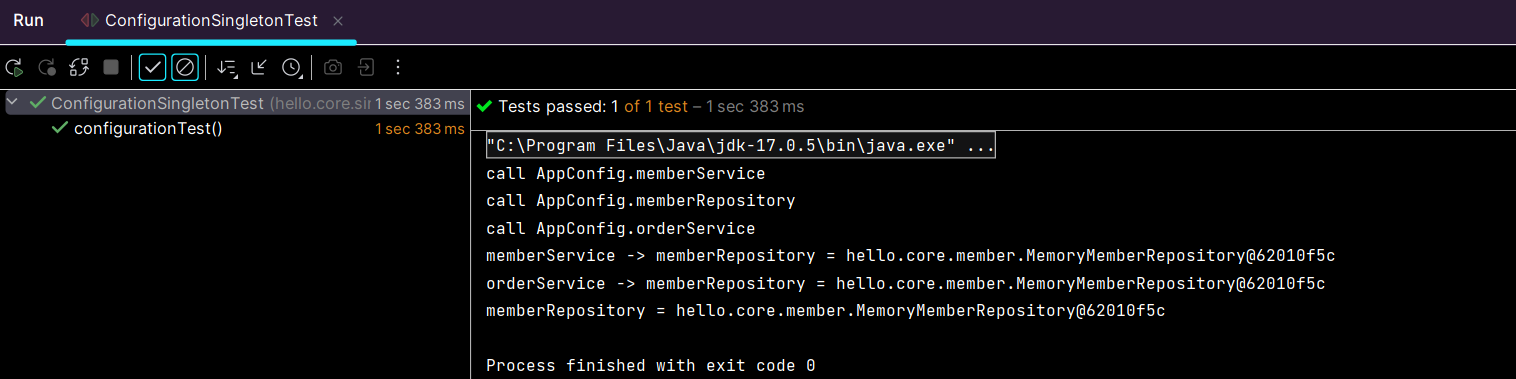 Run ConfigurationSingletonTest
ConfigurationSingletonTest (hello.core.sir 1 sec 383 ms
configurationTest() 1 sec 383 ms
Tests passed: 1 of 1 test – 1 sec 383 ms
"C:\Program Files\Java\jdk-17.0.5\bin\java.exe" ...
call AppConfig.memberService
call AppConfig.memberRepository
call AppConfig.orderService
memberService -> memberRepository = hello.core.member.MemoryMemberRepository@62010f5c
orderService -> memberRepository = hello.core.member.MemoryMemberRepository@62010f5c
memberRepository = hello.core.member.MemoryMemberRepository@62010f5c
Process finished with exit code 0